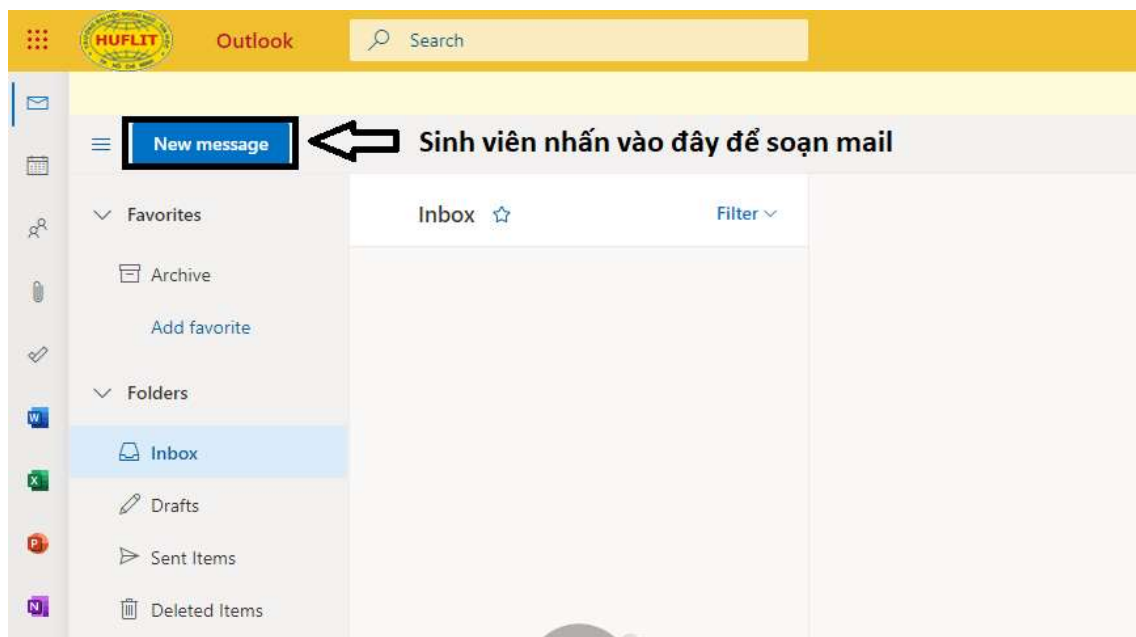 HUFLIT
Outlook
Search
New message
Sinh viên nhấn vào đây để soạn mail
Favorites
Inbox
Filter
Archive
Add favorite
Folders
Inbox
Drafts
Sent Items
Deleted Items